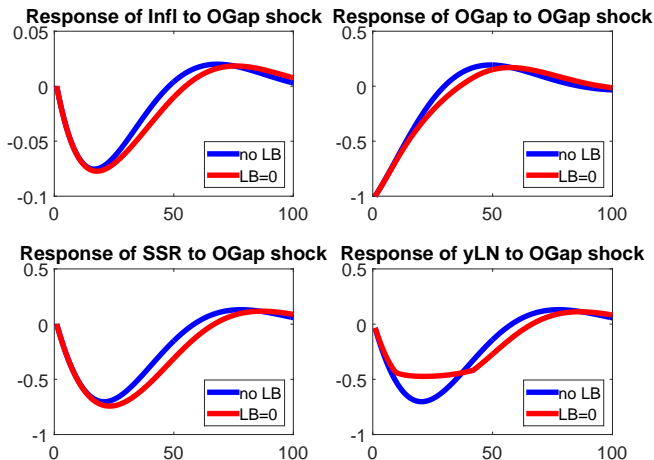 Response of Infl to OGap shock
0.05
0
-0.05
-0.1
0
50
100
no LB
LB=0
Response of OGap to OGap shock
0.5
0
-0.5
-1
0
50
100
no LB
LB=0
Response of SSR to OGap shock
0.5
0
-0.5
-1
0
50
100
no LB
LB=0
Response of yLN to OGap shock
0.5
0
-0.5
-1
0
50
100
no LB
LB=0